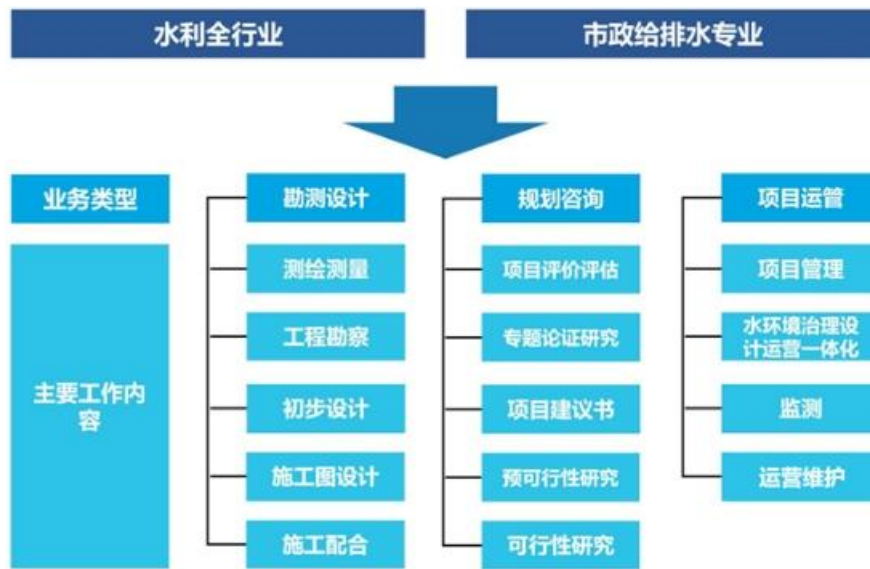 水利全行业
市政给排水专业
业务类型
勘测设计
规划咨询
项目运管
主要工作内
容
测绘测量
项目评价评估
项目管理
工程勘察
专题论证研究
水环境治理设
计运营一体化
初步设计
项目建议书
监测
施工图设计
预可行性研究
运营维护
施工配合
可行性研究